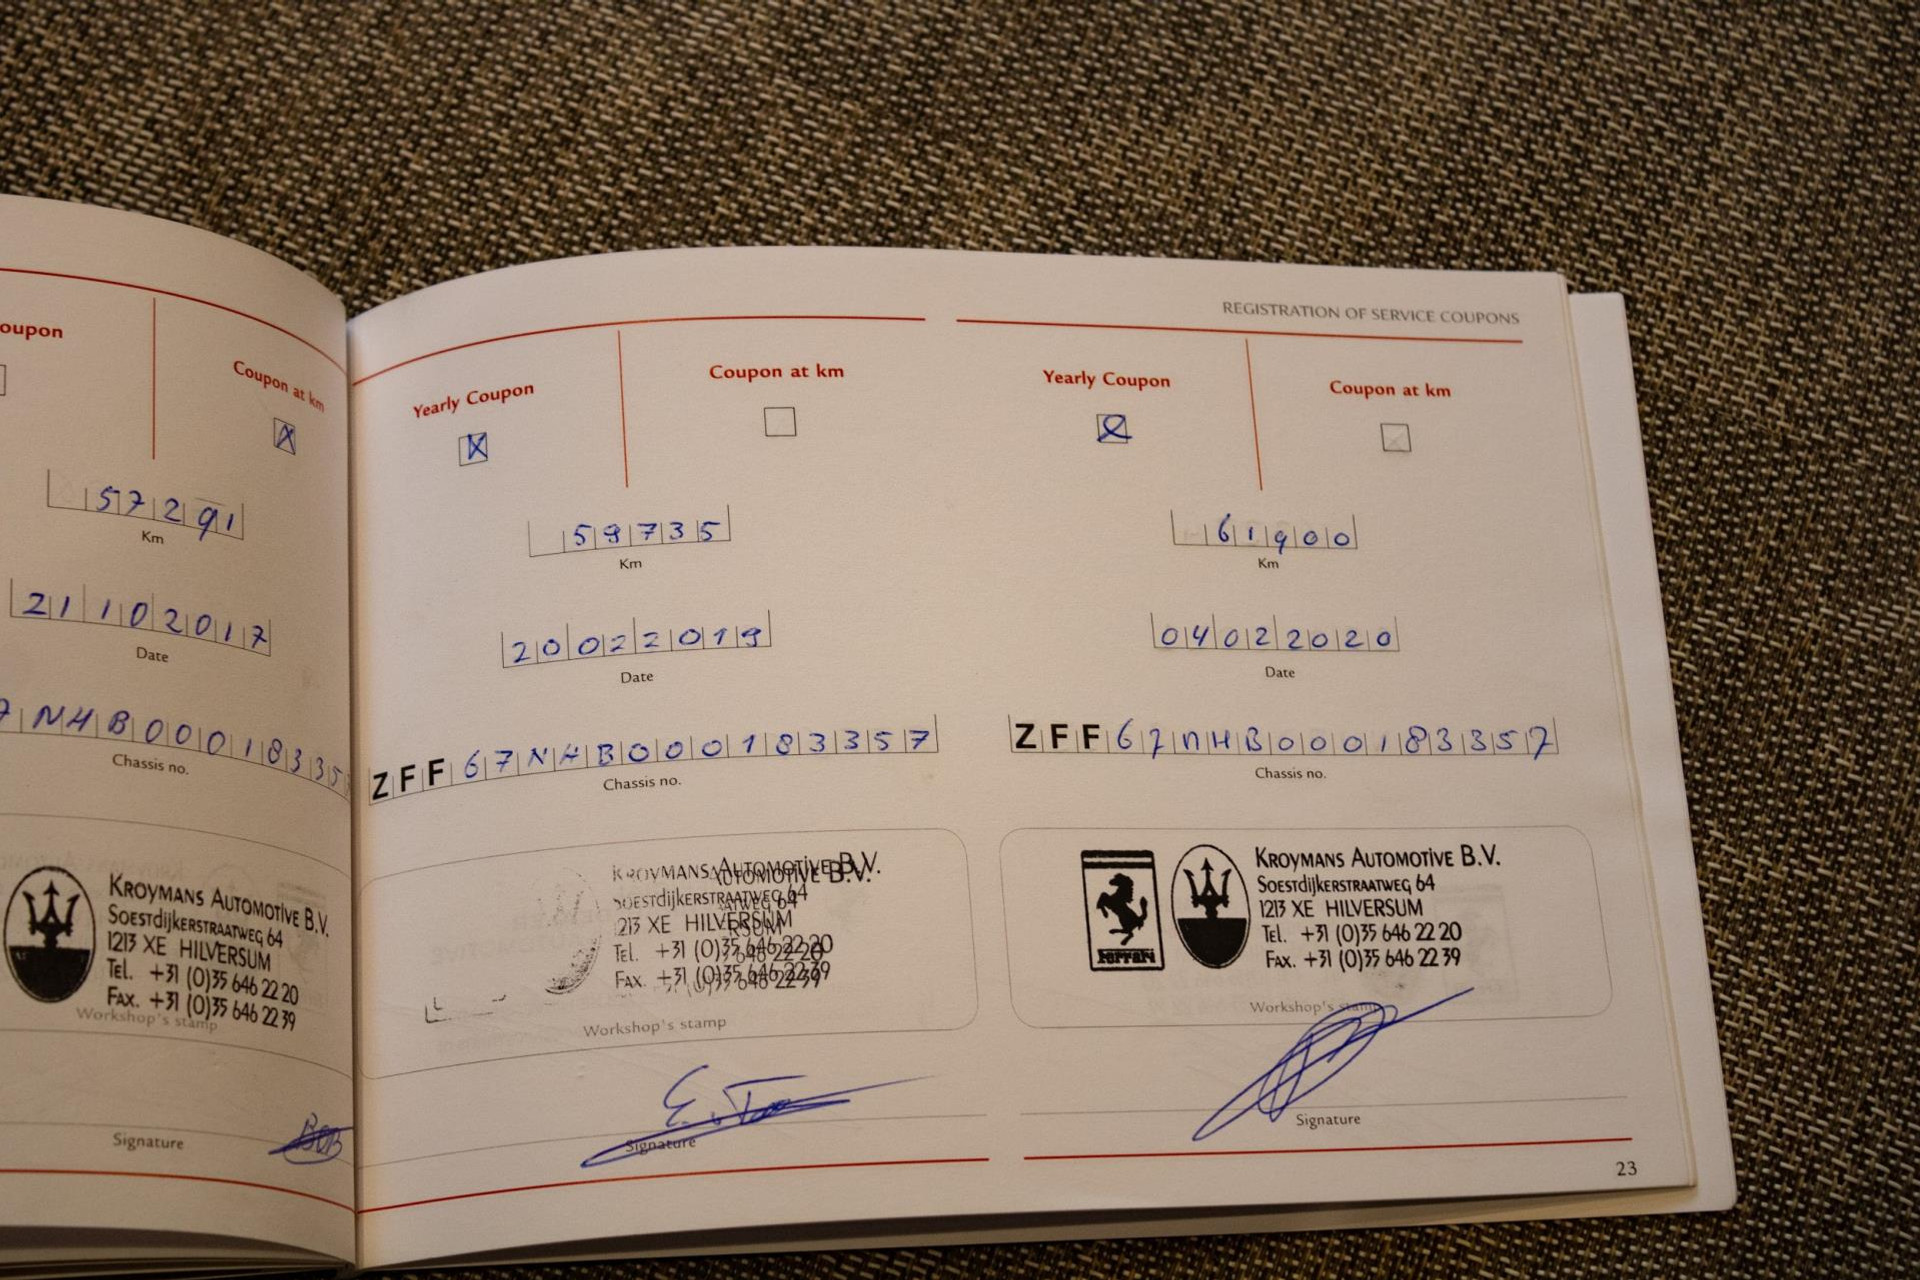 oupon
Coupon at km
57291
Km
21102017
Date
7NHB00018335
Chassis no.
KROYMANS AUTOMOTIVE B.V.
SOESTdijkERSTRAATWEG 64
1213 XE HILVERSUM
TEL. +31 (0)35 646 22 20
FAX. +31 (0)35 646 22 39
Workshop's stamp
Signature
Yearly Coupon
Coupon at km
59735
Km
20022019
Date
ZFF67NHB000183357
Chassis no.
KROYMANS AUTOMOTIVE B.V.
SOESTdijkERSTRAATWEG 64
1213 XE HILVERSUM
TEL. +31 (0)35 646 22 20
FAX. +31 (0)35 646 22 39
Workshop's stamp
Signature
REGISTRATION OF SERVICE COUPONS
Yearly Coupon
Coupon at km
61900
Km
04022020
Date
ZFF67NHB000183357
Chassis no.
Ferrari
KROYMANS AUTOMOTIVE B.V.
SOESTdijkERSTRAATWEG 64
1213 XE HILVERSUM
TEL. +31 (0)35 646 22 20
FAX. +31 (0)35 646 22 39
Workshop's stamp
Signature
23